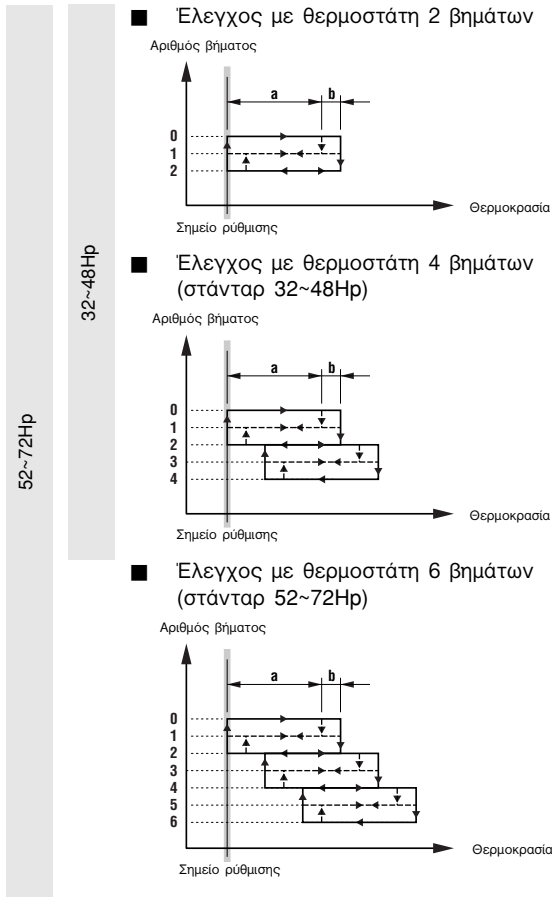 52~72Hp
32~48Hp
■ Έλεγχος με θερμοστάτη 2 βημάτων
Αριθμός βήματος
a b
0
1
2
Θερμοκρασία
Σημείο ρύθμισης
■ Έλεγχος με θερμοστάτη 4 βημάτων
(στάνταρ 32~48Hp)
Αριθμός βήματος
a b
0
1
2
3
4
Θερμοκρασία
Σημείο ρύθμισης
■ Έλεγχος με θερμοστάτη 6 βημάτων
(στάνταρ 52~72Hp)
Αριθμός βήματος
a b
0
1
2
3
4
5
6
Θερμοκρασία
Σημείο ρύθμισης